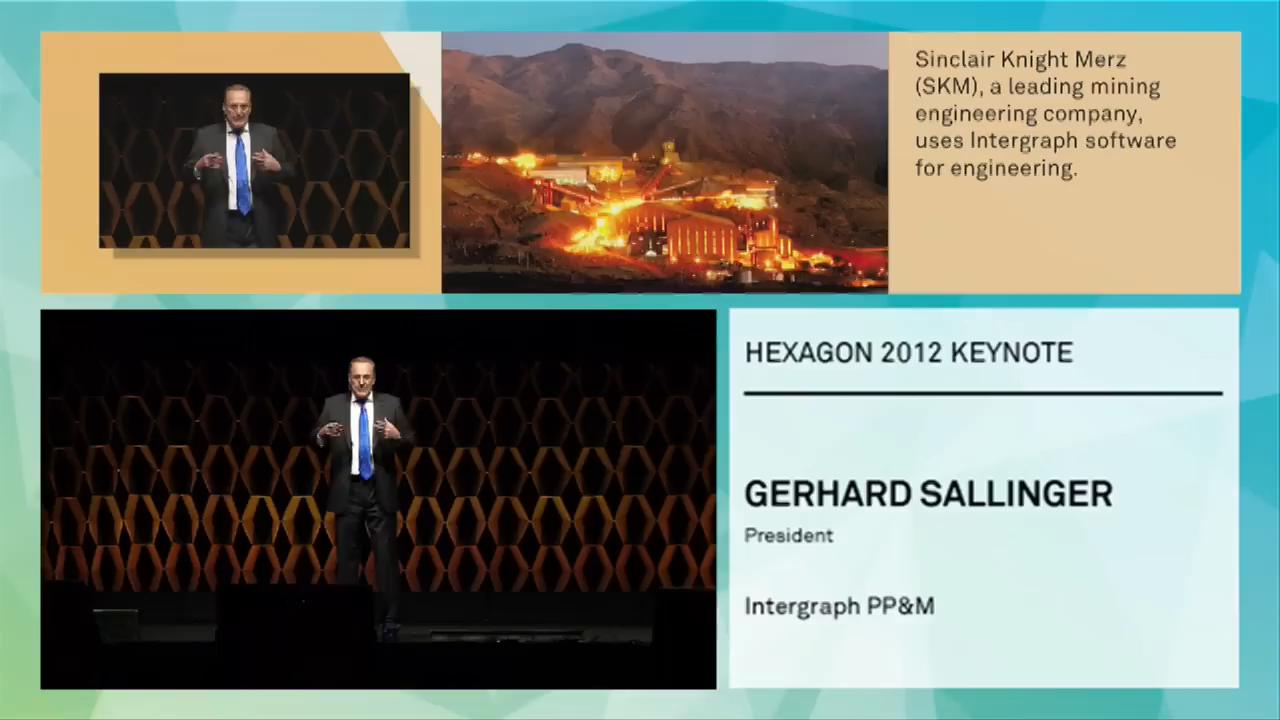 Sinclair Knight Merz
(SKM), a leading mining
engineering company,
uses Intergraph software
for engineering.
HEXAGON 2012 KEYNOTE
GERHARD SALLINGER
President
Intergraph PP&M